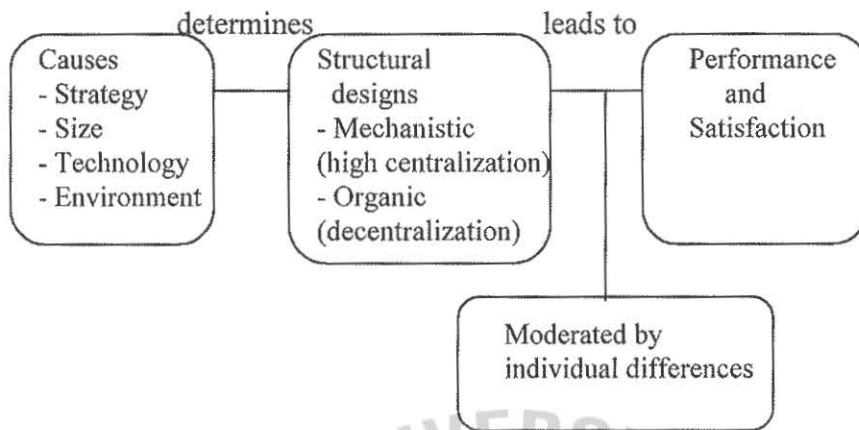 determines
leads to
Causes
- Strategy
- Size
- Technology
- Environment
Structural
designs
- Mechanistic
(high centralization)
- Organic
(decentralization)
Performance
and
Satisfaction
Moderated by
individual differences